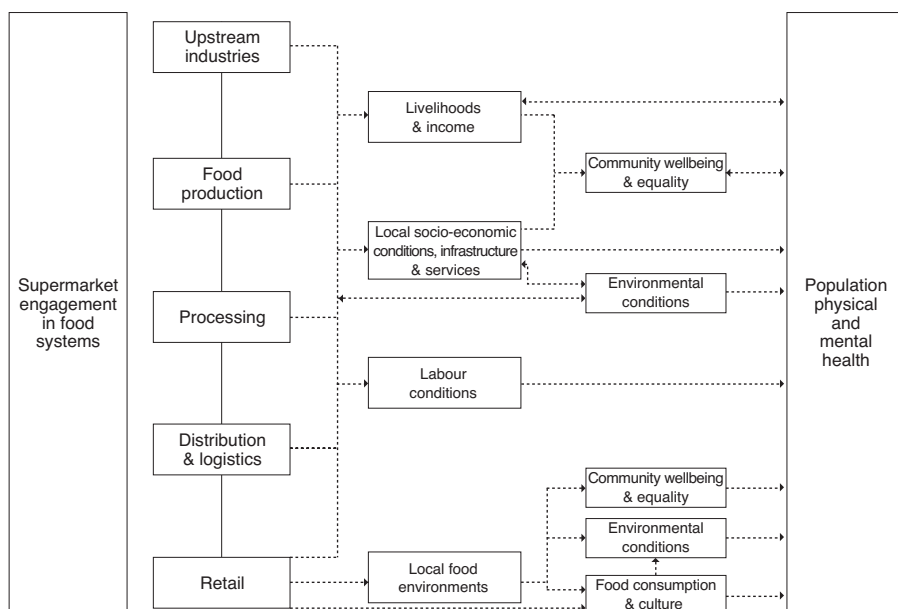 Supermarket
engagement
in food
systems
Upstream
industries
Food
production
Processing
Distribution
& logistics
Retail
Livelihoods
& income
Local socio-economic
conditions, infrastructure
& services
Labour
conditions
Local food
environments
Community wellbeing
& equality
Environmental
conditions
Community wellbeing
& equality
Environmental
conditions
Food consumption
& culture
Population
physical
and
mental
health